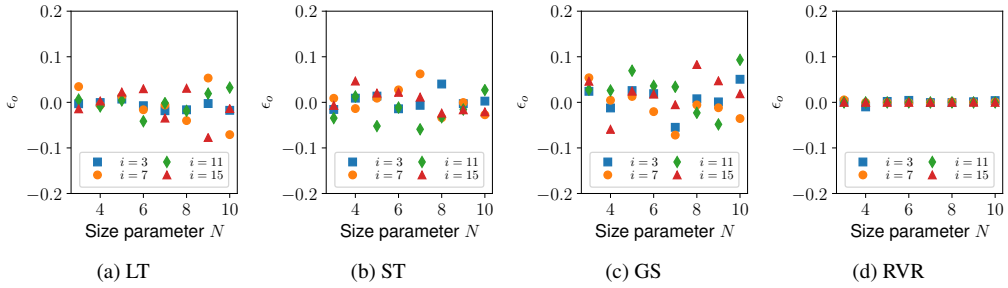 0.2
0.1
0.0
−0.1
−0.2
ϵₒ
i = 3
i = 7
i = 11
i = 15
4 6 8 10
Size parameter N
(a) LT
0.2
0.1
0.0
−0.1
−0.2
ϵₒ
i = 3
i = 7
i = 11
i = 15
4 6 8 10
Size parameter N
(b) ST
0.2
0.1
0.0
−0.1
−0.2
ϵₒ
i = 3
i = 7
i = 11
i = 15
4 6 8 10
Size parameter N
(c) GS
0.2
0.1
0.0
−0.1
−0.2
ϵₒ
i = 3
i = 7
i = 11
i = 15
4 6 8 10
Size parameter N
(d) RVR